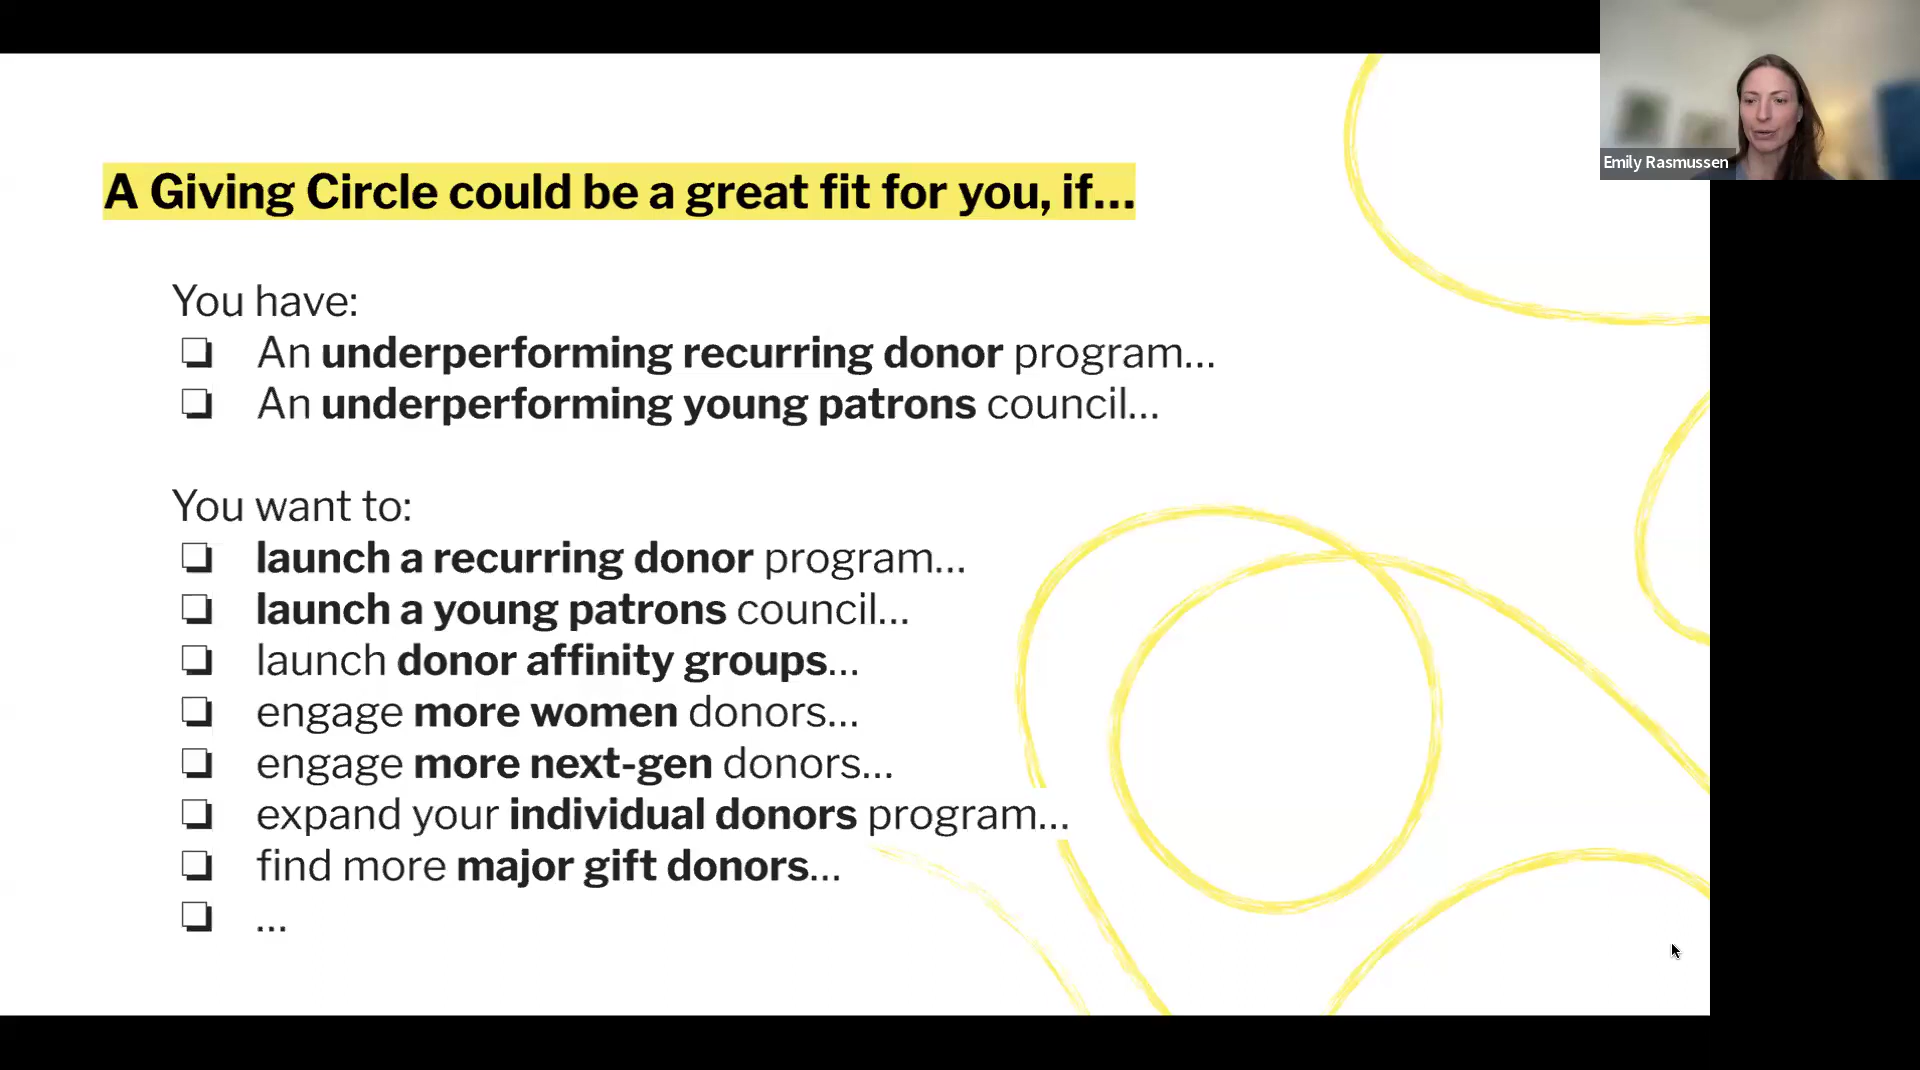 Emily Rasmussen
A Giving Circle could be a great fit for you, if...
You have:
❏ An underperforming recurring donor program...
❏ An underperforming young patrons council...
You want to:
❏ launch a recurring donor program...
❏ launch a young patrons council...
❏ launch donor affinity groups...
❏ engage more women donors...
❏ engage more next-gen donors...
❏ expand your individual donors program...
❏ find more major gift donors...
❏ ...